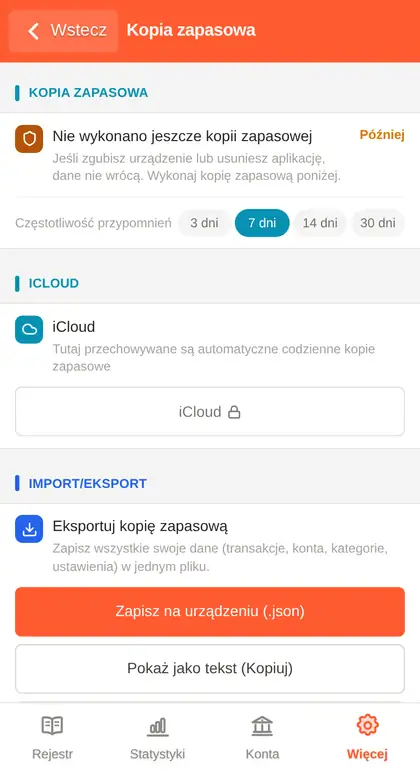 Wstecz
Kopia zapasowa
KOPIA ZAPASOWA
Nie wykonano jeszcze kopii zapasowej
Później
Jeśli zgubisz urządzenie lub usuniesz aplikację,
dane nie wrócą. Wykonaj kopię zapasową poniżej.
Częstotliwość przypomnień
3 dni
7 dni
14 dni
30 dni
ICLOUD
iCloud
Tutaj przechowywane są automatyczne codzienne kopie
zapasowe
iCloud
IMPORT/EKSPORT
Eksportuj kopię zapasową
Zapisz wszystkie swoje dane (transakcje, konta, kategorie,
ustawienia) w jednym pliku.
Zapisz na urządzeniu (.json)
Pokaż jako tekst (Kopiuj)
Rejestr
Statystyki
Konta
Więcej